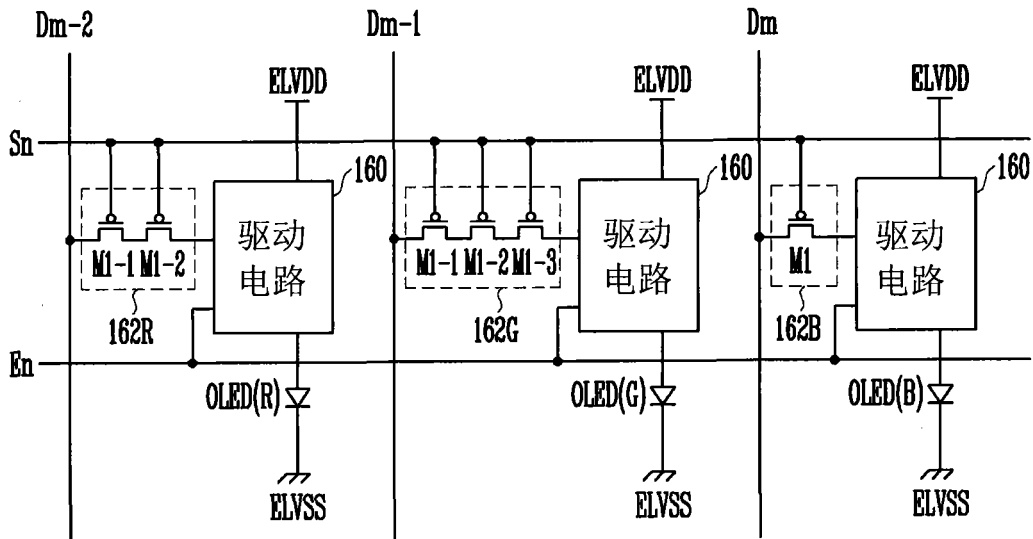 Dm-2
Dm-1
Dm
ELVDD
ELVDD
ELVDD
Sn
160
160
160
驱动
电路
驱动
电路
驱动
电路
M1-1 M1-2
M1-1 M1-2 M1-3
M1
162R
162G
162B
En
OLED(R)
OLED(G)
OLED(B)
ELVSS
ELVSS
ELVSS